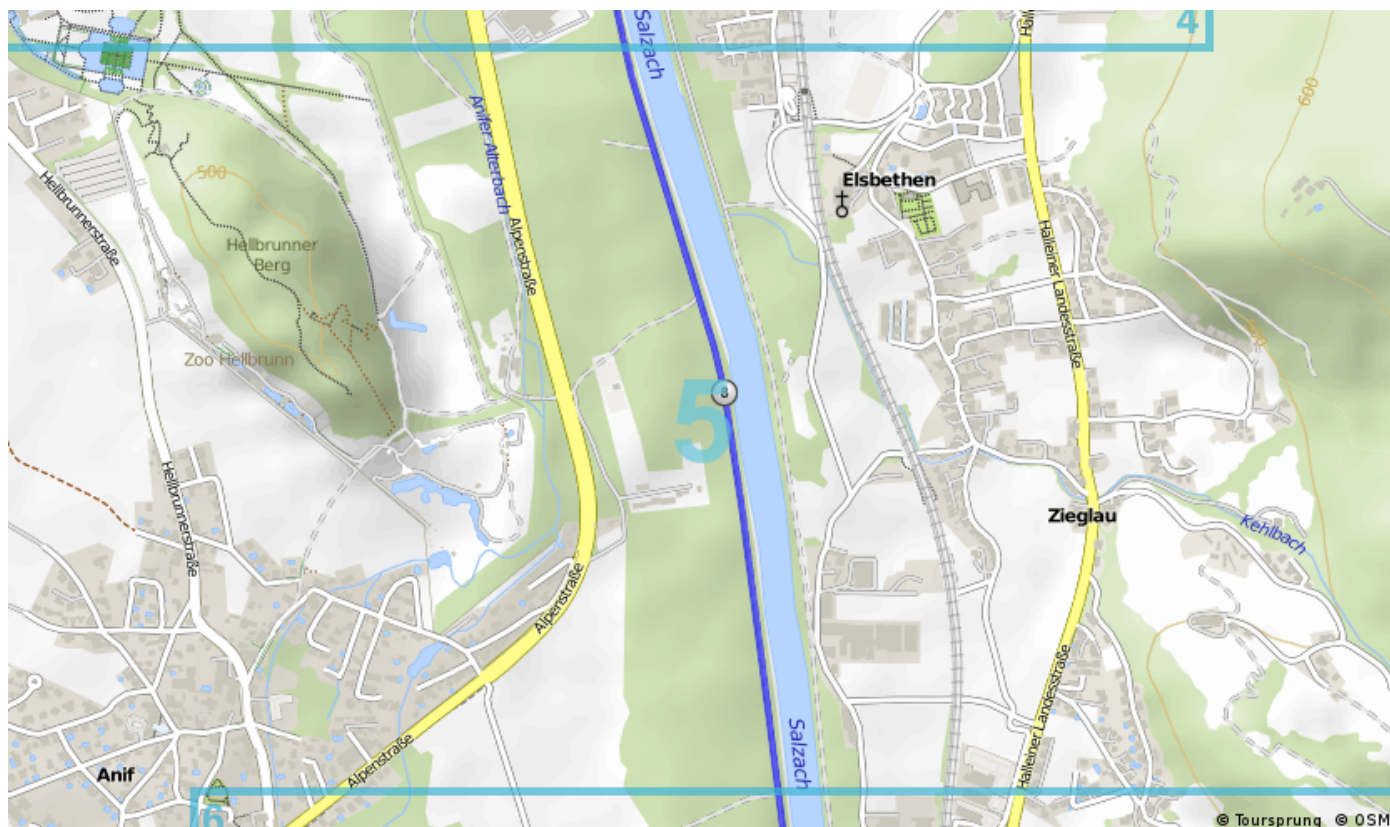 4
Salzach
600
Anifer Alterbach
500
Elsbethen
Hellbrunnerstraße
Alpenstraße
Hellbrunner
Berg
Halleiner Landesstraße
Zoo Hellbrunn
8
5
Hellbrunnerstraße
Zieglau
Kehlbach
Alpenstraße
Halleiner Landesstraße
Salzach
Alpenstraße
Anif
6
© Toursprung © OSM